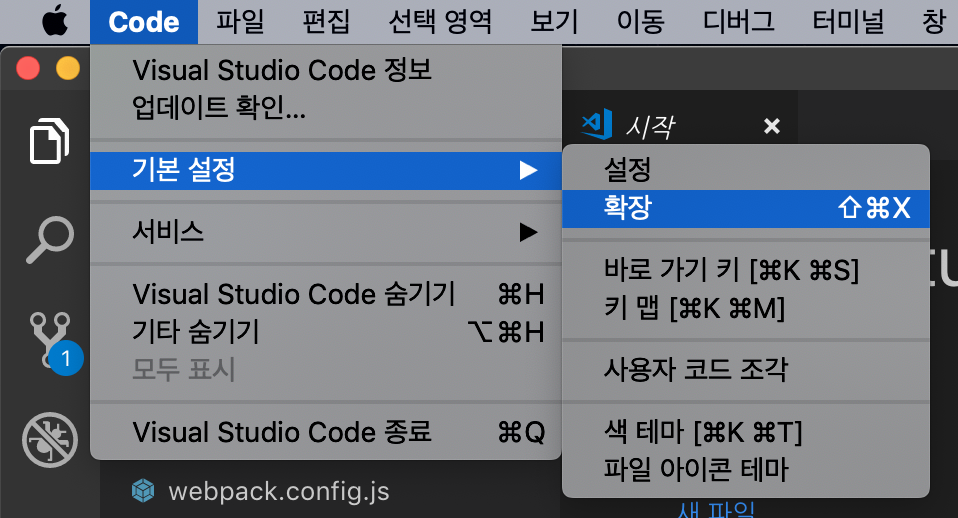 Code 파일 편집 선택 영역 보기 이동 디버그 터미널 창
Visual Studio Code 정보
업데이트 확인...
기본 설정 ▶
서비스 ▶
Visual Studio Code 숨기기 ⌘H
기타 숨기기 ⌥⌘H
모두 표시
Visual Studio Code 종료 ⌘Q
시작 ×
설정
확장 ⇧⌘X
바로 가기 키 [⌘K ⌘S]
키 맵 [⌘K ⌘M]
사용자 코드 조각
색 테마 [⌘K ⌘T]
파일 아이콘 테마
1
webpack.config.js
새 파일